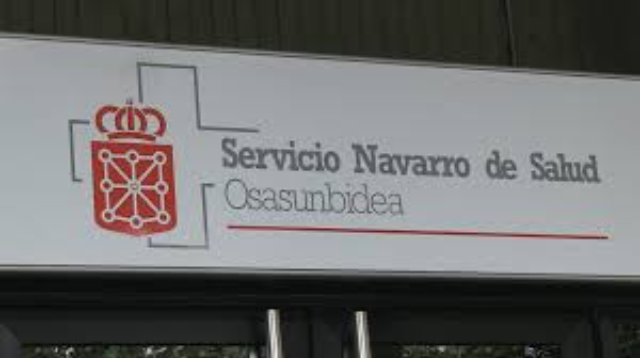 Servicio Navarro de Salud
Osasunbidea